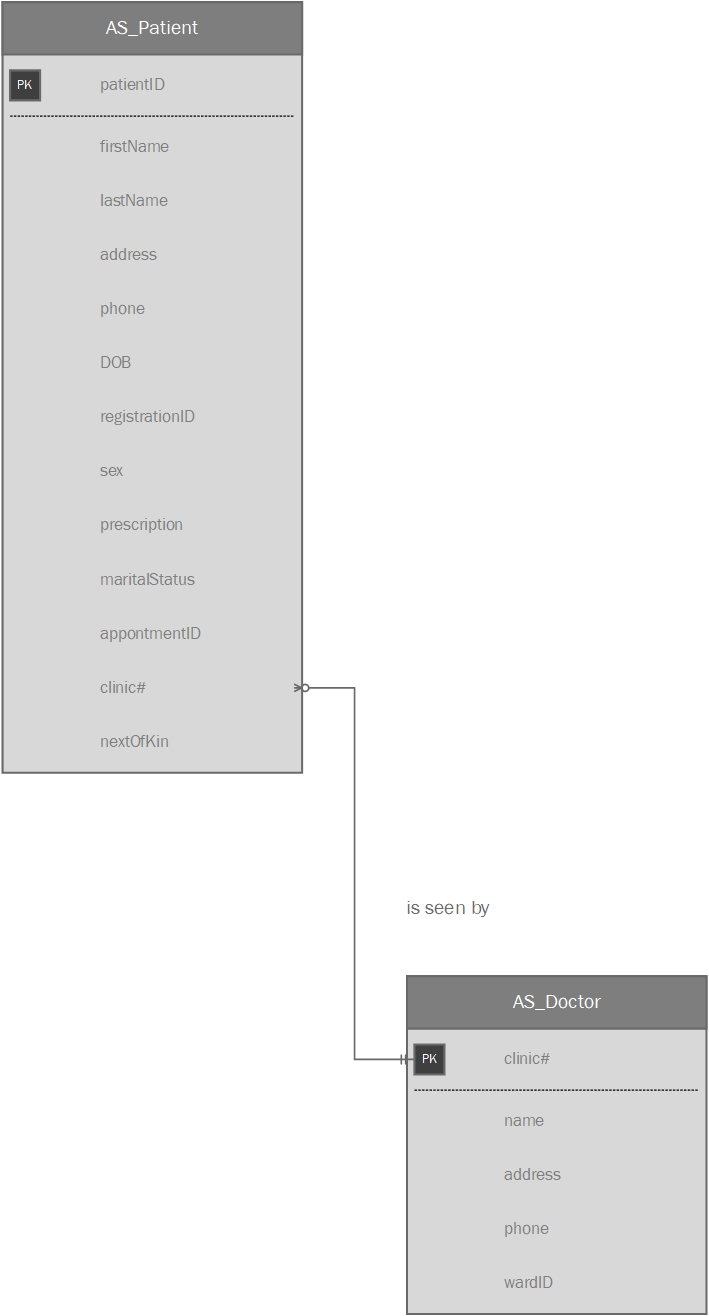 AS_Patient
PK patientID
firstName
lastName
address
phone
DOB
registrationID
sex
prescription
maritalStatus
appontmentID
clinic#
nextOfKin
is seen by
AS_Doctor
PK clinic#
name
address
phone
wardID